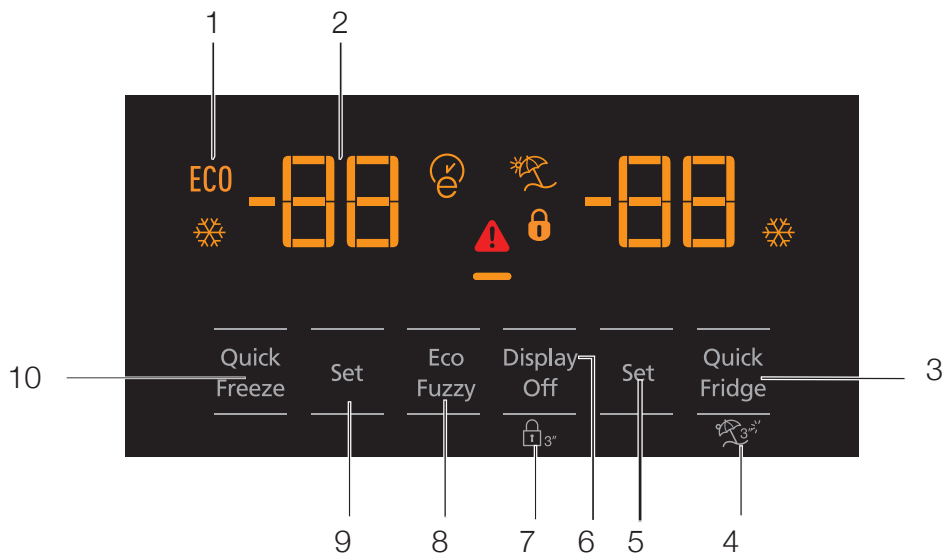 1 2
ECO -88 -88
e
Quick Freeze
Set
Eco Fuzzy
Display Off
Set
Quick Fridge
3"
3"
10
3
9 8 7 6 5 4